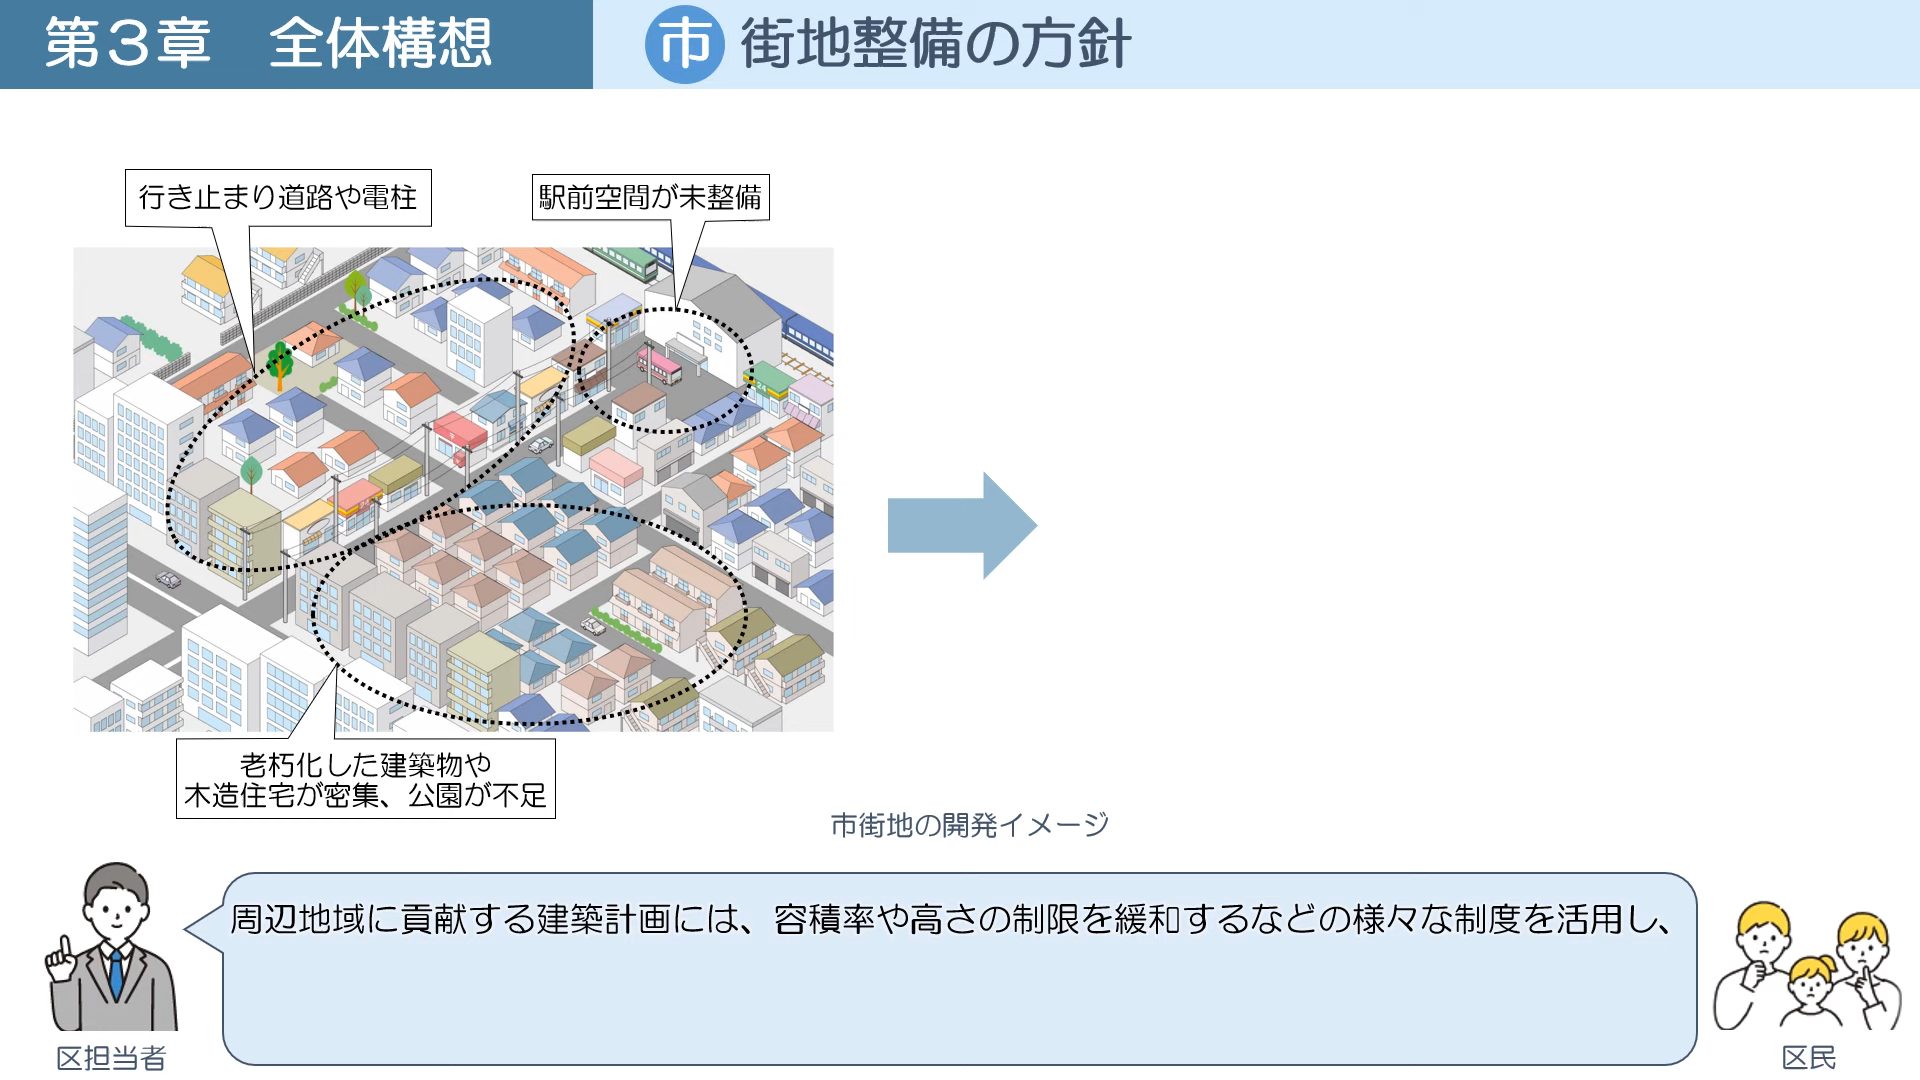 第３章　全体構想
市 街地整備の方針
行き止まり道路や電柱
駅前空間が未整備
24
老朽化した建築物や
木造住宅が密集、公園が不足
市街地の開発イメージ
周辺地域に貢献する建築計画には、容積率や高さの制限を緩和するなどの様々な制度を活用し、
区担当者
区民